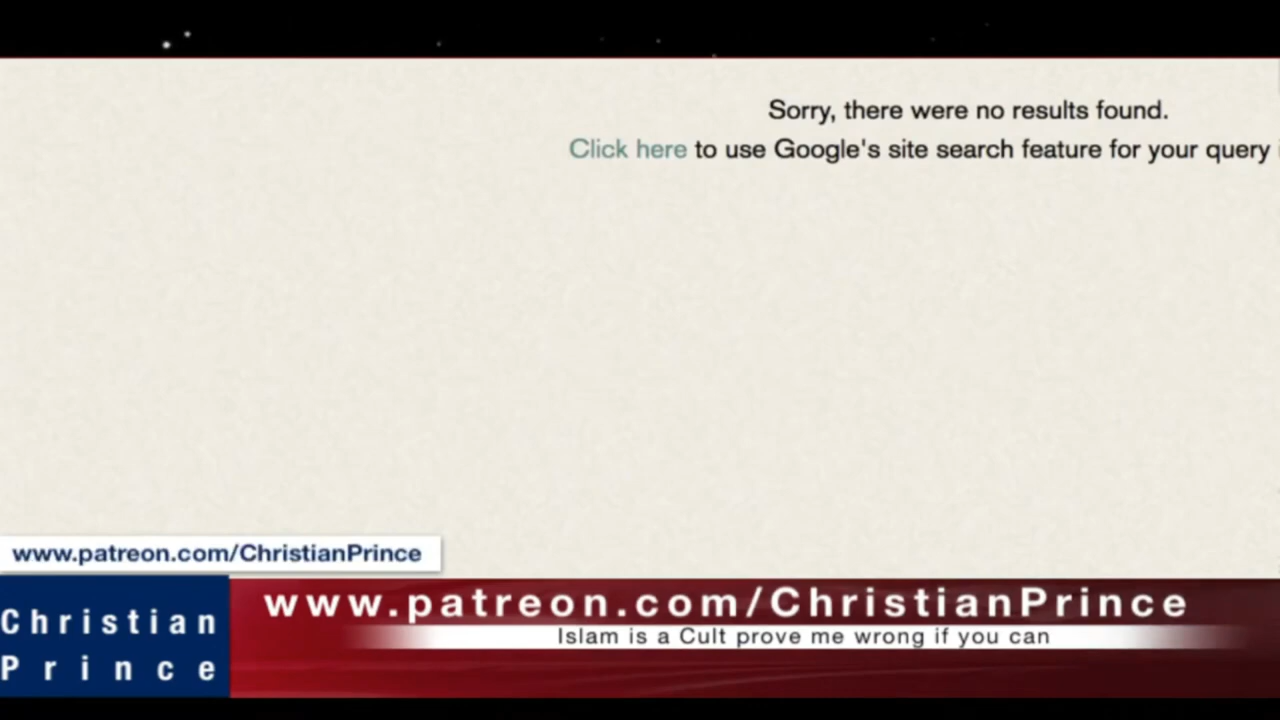 Sorry, there were no results found.
Click here to use Google's site search feature for your query
www.patreon.com/ChristianPrince
Christian
Prince
www.patreon.com/ChristianPrince
Islam is a Cult prove me wrong if you can